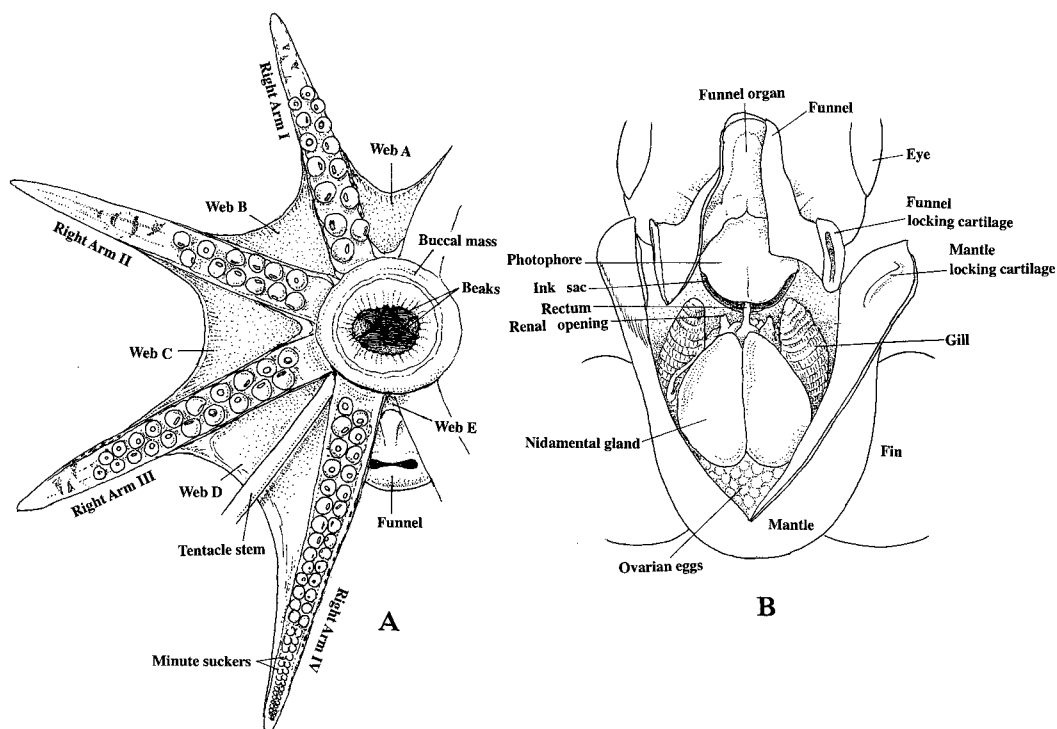 Right Arm I
Web A
Web B
Right Arm II
Buccal mass
Beaks
Web C
Web E
Right Arm III
Web D
Funnel
Tentacle stem
Right Arm IV
Minute suckers
A
Funnel organ
Funnel
Eye
Funnel
locking cartilage
Photophore
Mantle
locking cartilage
Ink sac
Rectum
Renal opening
Gill
Nidamental gland
Fin
Mantle
Ovarian eggs
B